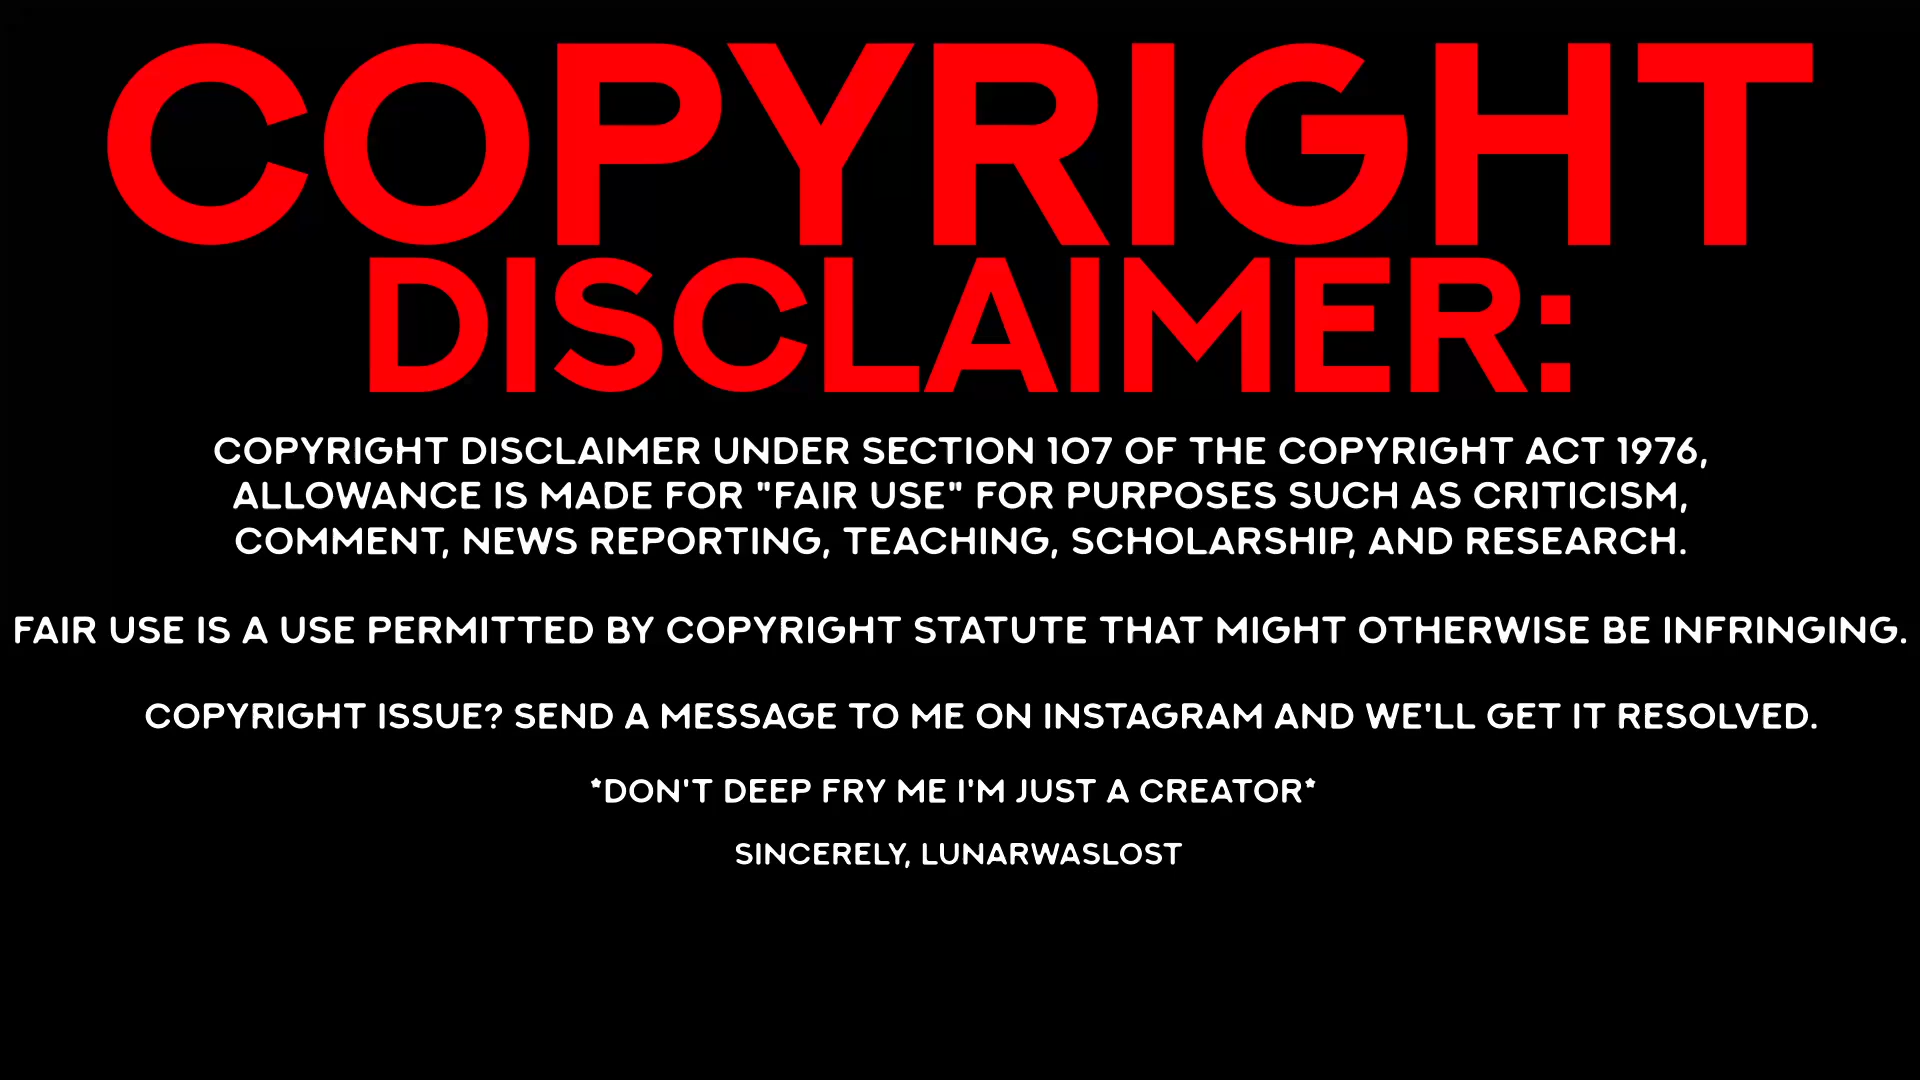 COPYRIGHT
DISCLAIMER:
COPYRIGHT DISCLAIMER UNDER SECTION 107 OF THE COPYRIGHT ACT 1976,
ALLOWANCE IS MADE FOR "FAIR USE" FOR PURPOSES SUCH AS CRITICISM,
COMMENT, NEWS REPORTING, TEACHING, SCHOLARSHIP, AND RESEARCH.
FAIR USE IS A USE PERMITTED BY COPYRIGHT STATUTE THAT MIGHT OTHERWISE BE INFRINGING.
COPYRIGHT ISSUE? SEND A MESSAGE TO ME ON INSTAGRAM AND WE'LL GET IT RESOLVED.
*DON'T DEEP FRY ME I'M JUST A CREATOR*
SINCERELY, LUNARWASLOST